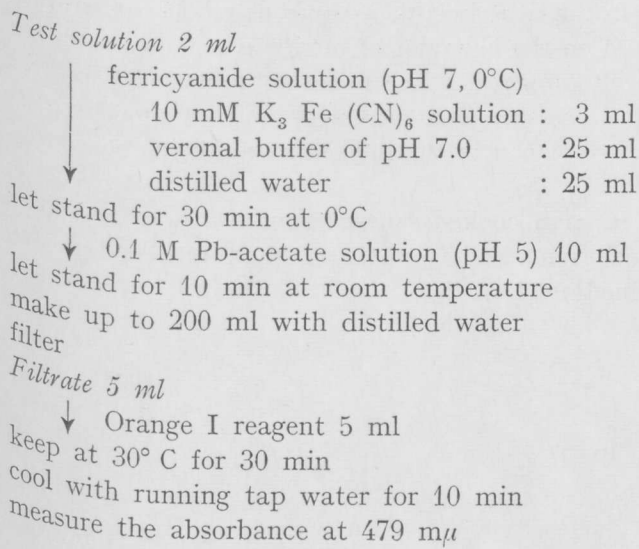 Test solution 2 ml
ferricyanide solution (pH 7, 0°C)
10 mM K₃ Fe (CN)₆ solution : 3 ml
veronal buffer of pH 7.0 : 25 ml
distilled water : 25 ml
let stand for 30 min at 0°C
0.1 M Pb-acetate solution (pH 5) 10 ml
let stand for 10 min at room temperature
make up to 200 ml with distilled water
filter
Filtrate 5 ml
Orange I reagent 5 ml
keep at 30° C for 30 min
cool with running tap water for 10 min
measure the absorbance at 479 mμ